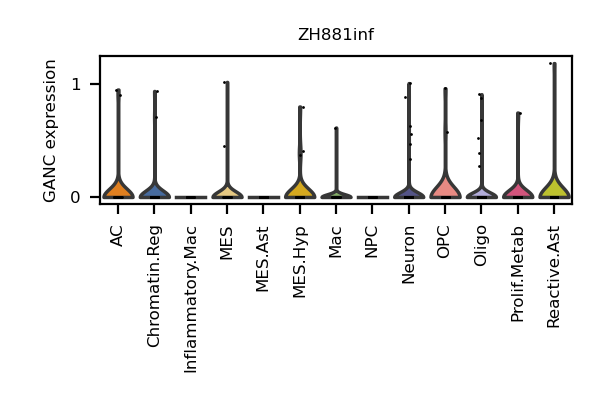 ZH881inf
GANC expression
1
0
AC
Chromatin.Reg
Inflammatory.Mac
MES
MES.Ast
MES.Hyp
Mac
NPC
Neuron
OPC
Oligo
Prolif.Metab
Reactive.Ast